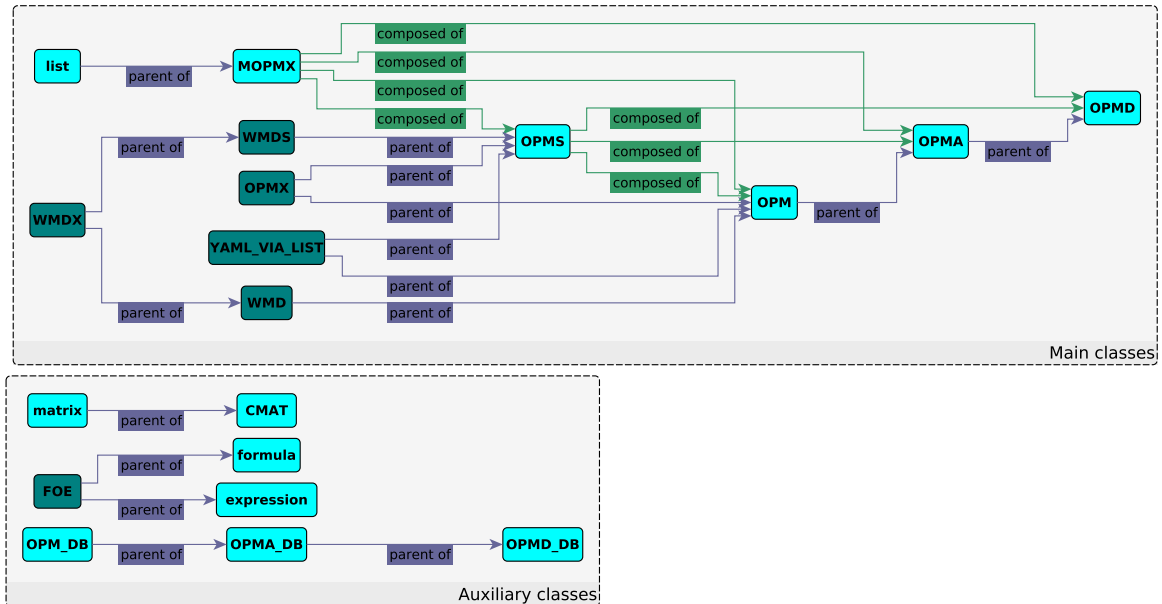 composed of
list
MOPMX
composed of
parent of
composed of
OPMD
composed of
composed of
WMDS
OPMS
OPMA
parent of
parent of
composed of
parent of
parent of
OPMX
composed of
OPM
parent of
parent of
WMDX
YAML_VIA_LIST
parent of
parent of
WMD
parent of
parent of
Main classes
matrix
CMAT
parent of
formula
parent of
FOE
expression
parent of
OPM_DB
OPMA_DB
OPMD_DB
parent of
parent of
Auxiliary classes